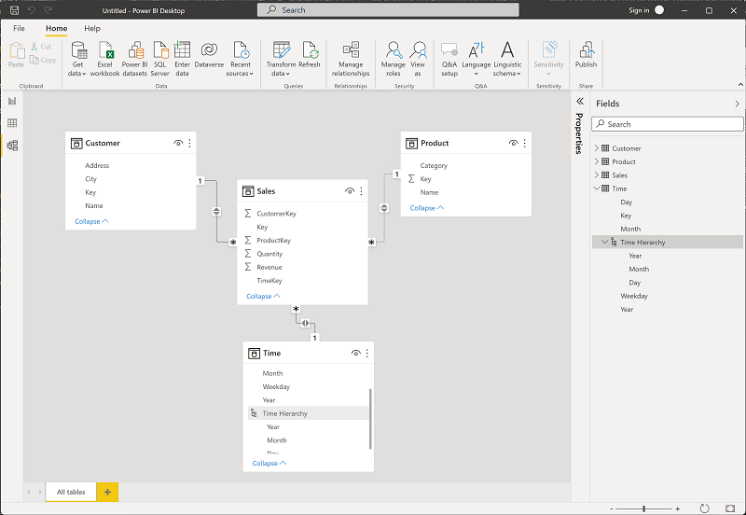 Untitled - Power BI Desktop
Search
Sign in
File
Home
Help
Paste
Cut
Copy
Get data
Excel workbook
Power BI datasets
SQL Server
Enter data
Dataverse
Recent sources
Transform data
Refresh
Manage relationships
Manage roles
View as
Q&A setup
Language
Linguistic schema
Sensitivity
Publish
Clipboard
Data
Queries
Relationships
Security
Q&A
Sensitivity
Share
Customer
Address
City
Key
Name
Collapse
1
*
Sales
Σ CustomerKey
Key
Σ ProductKey
Σ Quantity
Σ Revenue
TimeKey
Collapse
Product
Category
Σ Key
Name
Collapse
1
*
*
1
Time
Month
Weekday
Year
Time Hierarchy
Year
Month
Collapse
Properties
Fields
Search
Customer
Product
Sales
Time
Day
Key
Month
Time Hierarchy
Year
Month
Day
Weekday
Year
All tables
+
- +